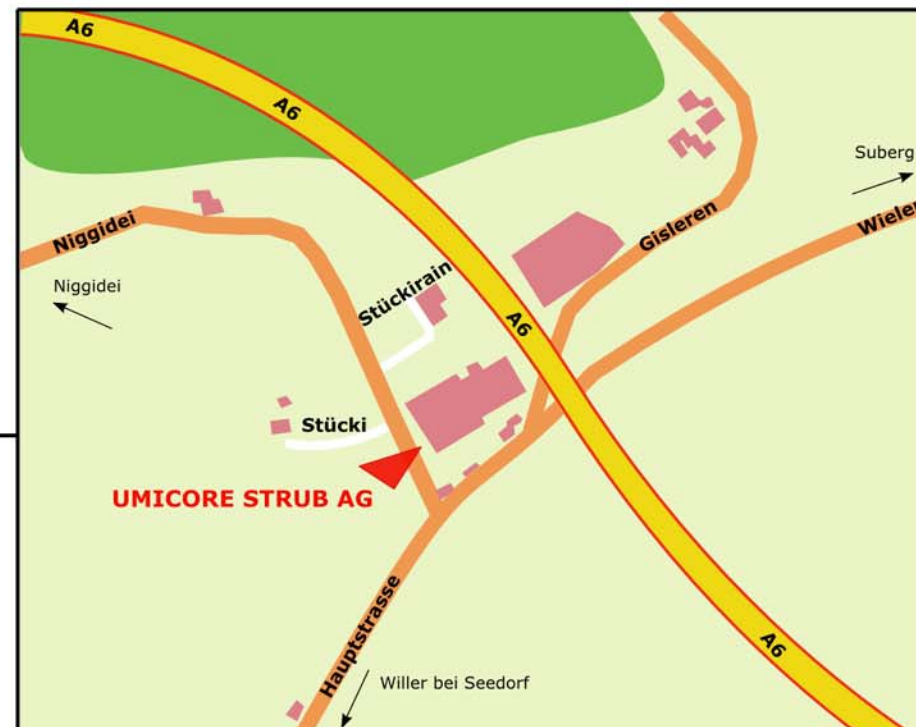 A6
A6
Suberg
Gisleren
Wieler
Niggidei
Niggidei
Stückirain
A6
Stücki
UMICORE STRUB AG
Hauptstrasse
A6
Willer bei Seedorf